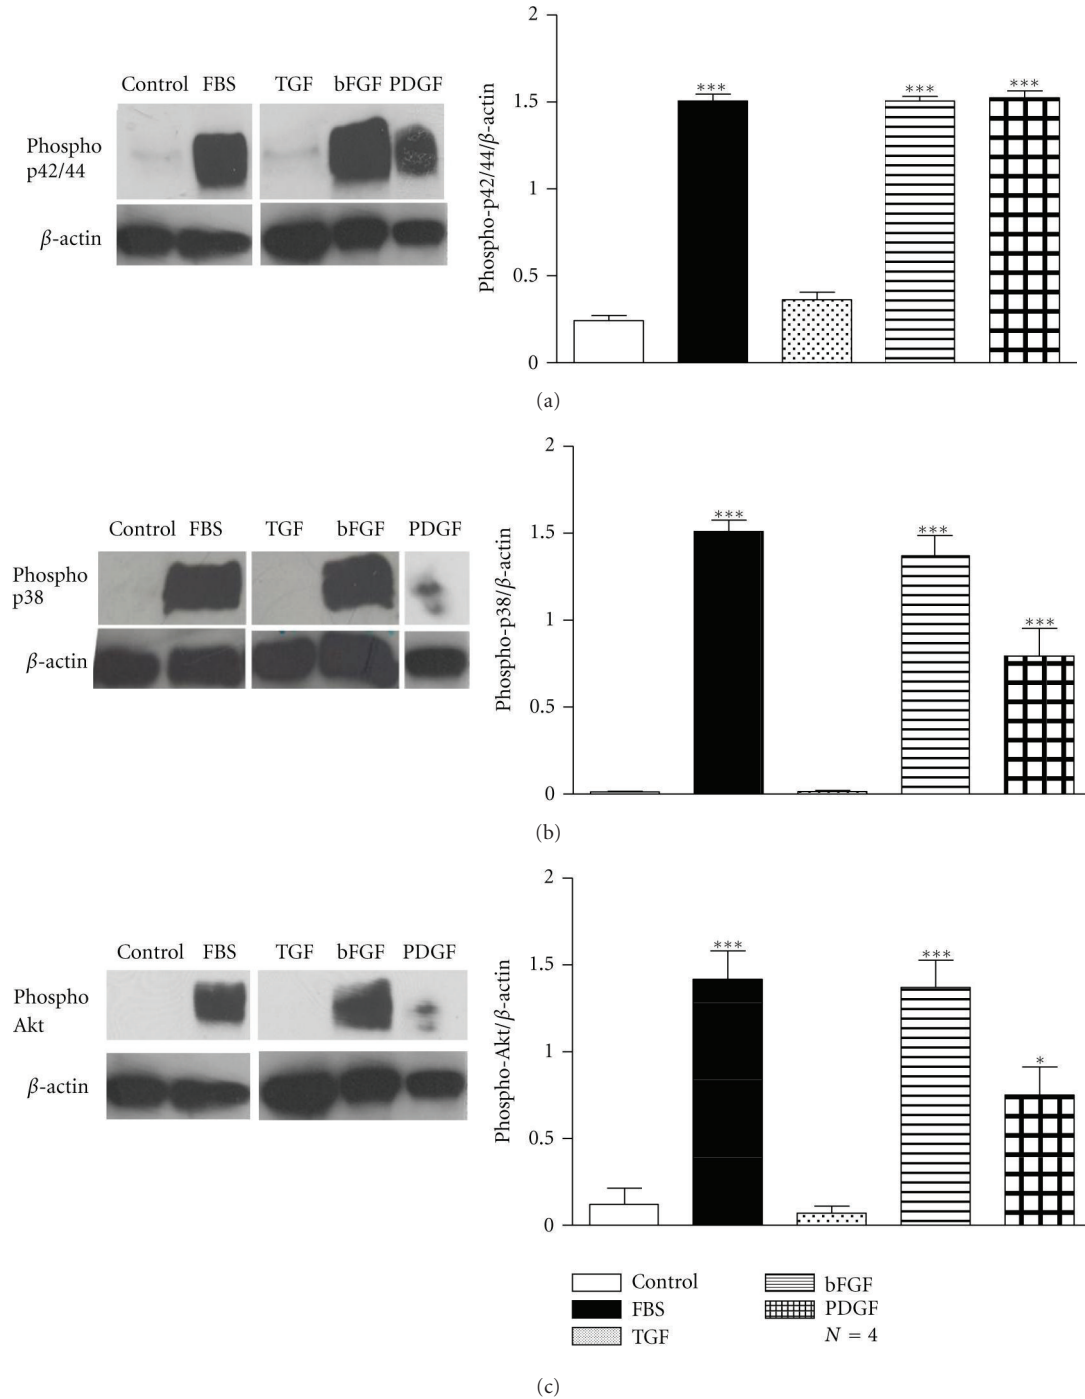 Control FBS TGF bFGF PDGF
Phospho
p42/44
β-actin
Phospho-p42/44/β-actin
2
1.5
1
0.5
0
***
***
***
(a)
Control FBS TGF bFGF PDGF
Phospho
p38
β-actin
Phospho-p38/β-actin
2
1.5
1
0.5
0
***
***
***
(b)
Control FBS TGF bFGF PDGF
Phospho
Akt
β-actin
Phospho-Akt/β-actin
2
1.5
1
0.5
0
***
***
*
Control
FBS
TGF
bFGF
PDGF
N = 4
(c)